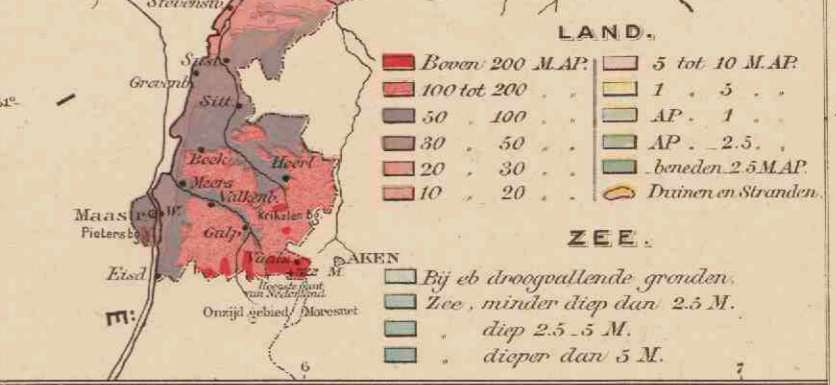 Stevensw.
LAND.
Sust.
Boven 200 M.AP.
5 tot 10 M.AP.
Grevenb.
100 tot 200 " "
1 " 5 " "
Sitt.
50 " 100 " "
AP. " 1 "
30 " 50 " "
AP. _ 2.5. "
Beek
Heerl
20 " 30 " "
beneden 2.5 M.AP.
Meers
Valkenb.
10 " 20 " "
Duinen en Stranden.
Maastr.
W.
Krikelen bg
Pietersbg
Gulp
ZEE.
Vaals
AKEN
322 M.
Eisd
Bij eb droogvallende gronden.
Hoogste punt
van Nederland
Zee, minder diep dan 2.5 M.
Onzijd gebied Moresnet
" diep 2.5_5 M.
" dieper dan 5 M.
6
7